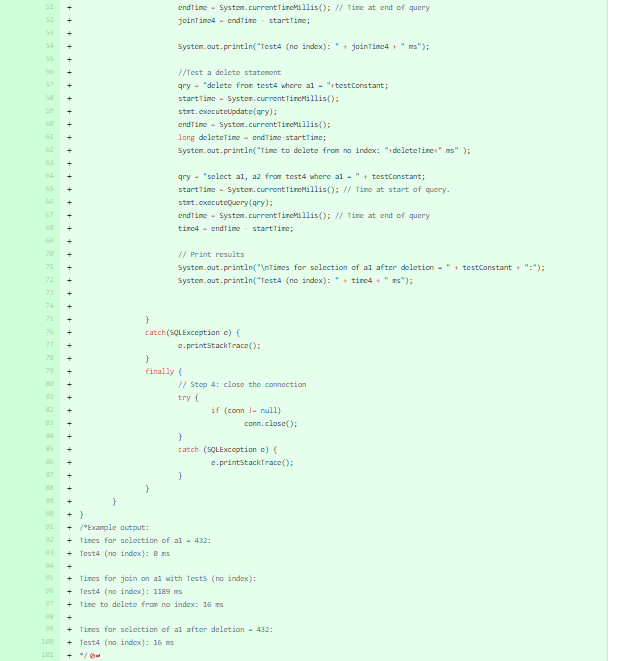 51 + endTime = System.currentTimeMillis(); // Time at end of query
52 + joinTime4 = endTime - startTime;
53 +
54 + System.out.println("Test4 (no index): " + joinTime4 + " ms");
55 +
56 + //Test a delete statement
57 + qry = "delete from test4 where a1 = "+testConstant;
58 + startTime = System.currentTimeMillis();
59 + stmt.executeUpdate(qry);
60 + endTime = System.currentTimeMillis();
61 + long deleteTime = endTime-startTime;
62 + System.out.println("Time to delete from no index: "+deleteTime+" ms" );
63 +
64 + qry = "select a1, a2 from test4 where a1 = " + testConstant;
65 + startTime = System.currentTimeMillis(); // Time at start of query.
66 + stmt.executeQuery(qry);
67 + endTime = System.currentTimeMillis(); // Time at end of query
68 + time4 = endTime - startTime;
69 +
70 + // Print results
71 + System.out.println("\nTimes for selection of a1 after deletion = " + testConstant + ":");
72 + System.out.println("Test4 (no index): " + time4 + " ms");
73 +
74 +
75 + }
76 + catch(SQLException e) {
77 + e.printStackTrace();
78 + }
79 + finally {
80 + // Step 4: close the connection
81 + try {
82 + if (conn != null)
83 + conn.close();
84 + }
85 + catch (SQLException e) {
86 + e.printStackTrace();
87 + }
88 + }
89 + }
90 + }
91 + /*Example output:
92 + Times for selection of a1 = 432:
93 + Test4 (no index): 0 ms
94 +
95 + Times for join on a1 with Test5 (no index):
96 + Test4 (no index): 1189 ms
97 + Time to delete from no index: 16 ms
98 +
99 + Times for selection of a1 after deletion = 432:
100 + Test4 (no index): 16 ms
101 + */